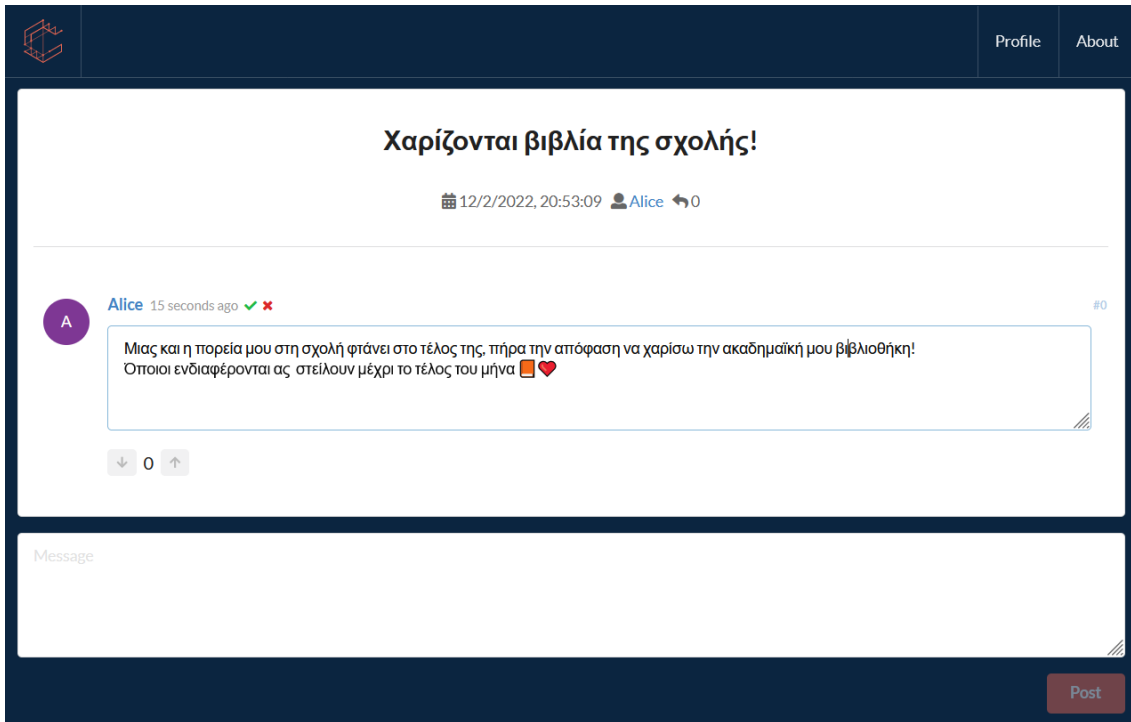 Profile
About
Χαρίζονται βιβλία της σχολής!
12/2/2022, 20:53:09 Alice 0
Alice 15 seconds ago #0
A
Μιας και η πορεία μου στη σχολή φτάνει στο τέλος της, πήρα την απόφαση να χαρίσω την ακαδημαϊκή μου βιβλιοθήκη!
Όποιοι ενδιαφέρονται ας στείλουν μέχρι το τέλος του μήνα 📙❤️
0
Message
Post